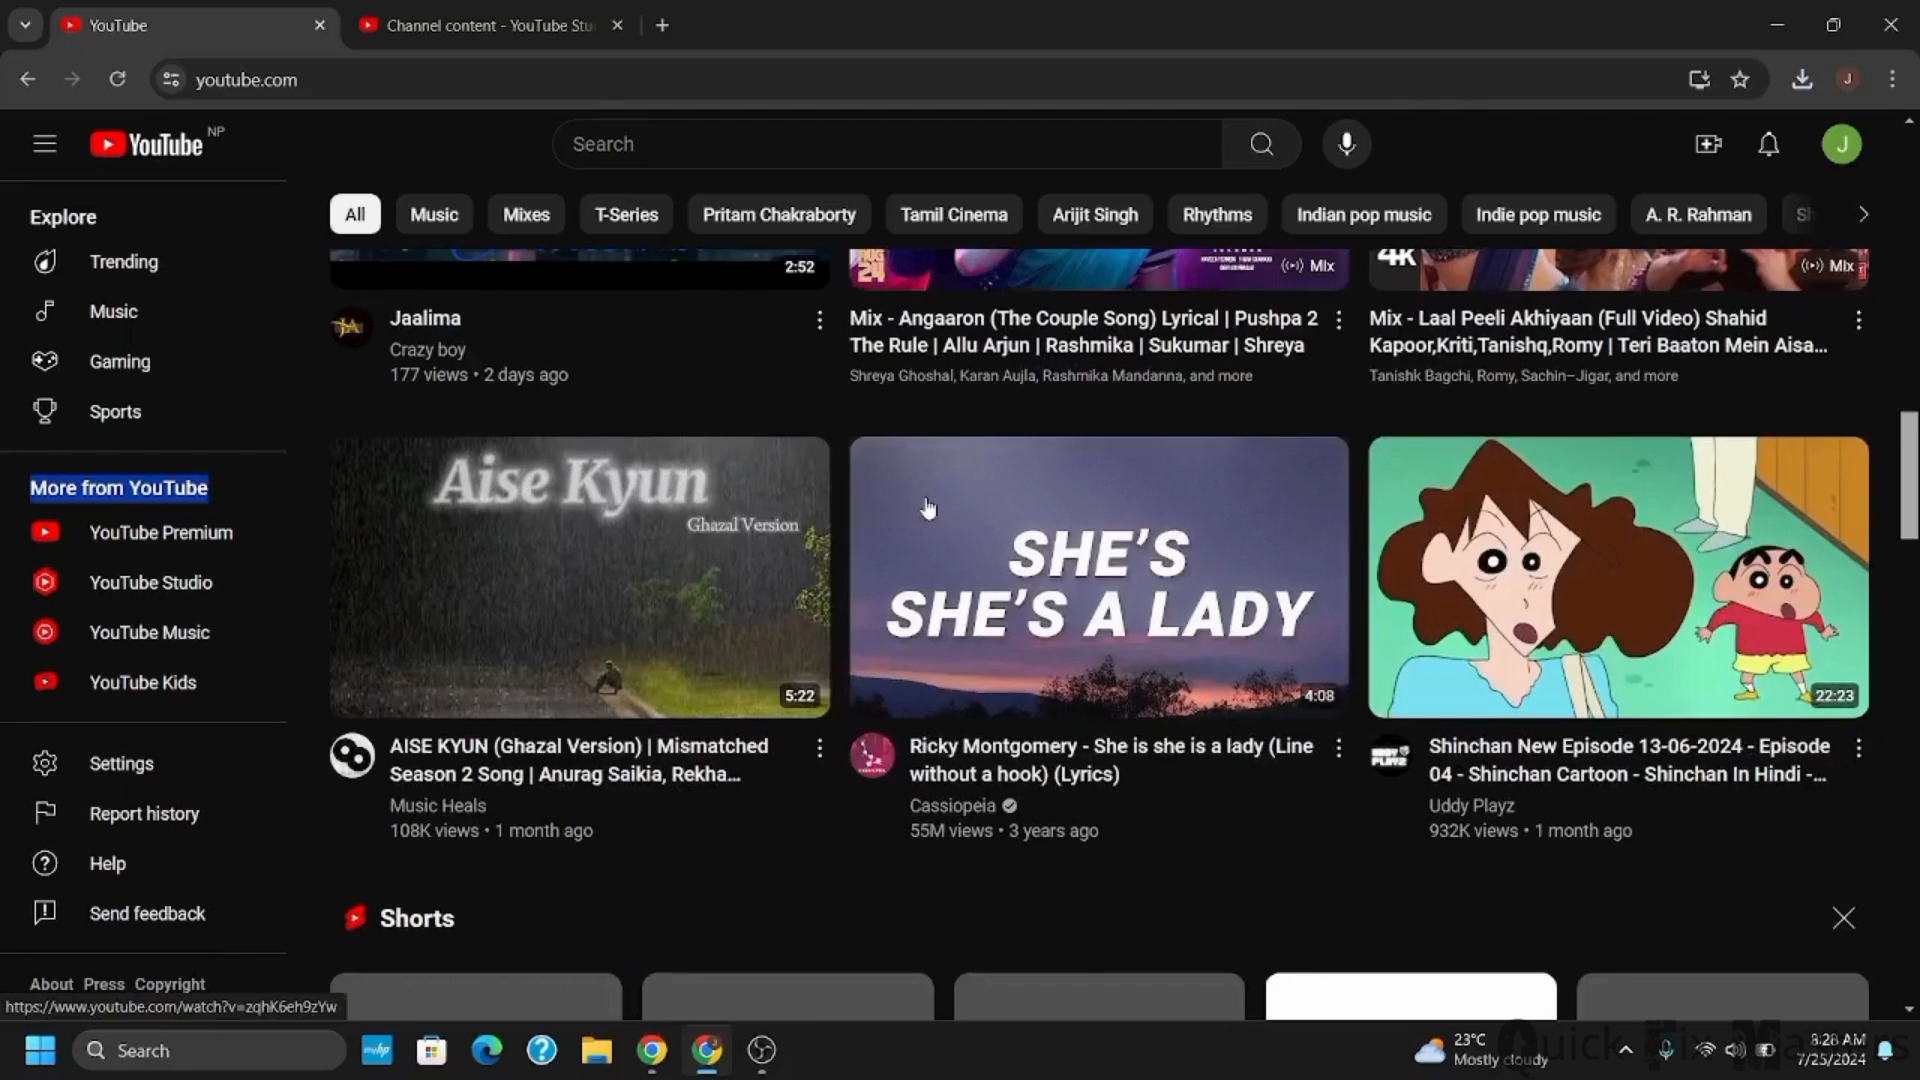 YouTube
Channel content - YouTube Stu
youtube.com
J
YouTube NP
Search
J
Explore
Trending
Music
Gaming
Sports
More from YouTube
YouTube Premium
YouTube Studio
YouTube Music
YouTube Kids
Settings
Report history
Help
Send feedback
About Press Copyright
https://www.youtube.com/watch?v=zqhK6eh9zYw
All
Music
Mixes
T-Series
Pritam Chakraborty
Tamil Cinema
Arijit Singh
Rhythms
Indian pop music
Indie pop music
A. R. Rahman
Sh
2:52
Jaalima
Crazy boy
177 views • 2 days ago
24
Mix
Mix - Angaaron (The Couple Song) Lyrical | Pushpa 2
The Rule | Allu Arjun | Rashmika | Sukumar | Shreya
Shreya Ghoshal, Karan Aujla, Rashmika Mandanna, and more
4K
Mix
Mix - Laal Peeli Akhiyaan (Full Video) Shahid
Kapoor,Kriti,Tanishq,Romy | Teri Baaton Mein Aisa...
Tanishk Bagchi, Romy, Sachin–Jigar, and more
Aise Kyun
Ghazal Version
5:22
AISE KYUN (Ghazal Version) | Mismatched
Season 2 Song | Anurag Saikia, Rekha...
Music Heals
108K views • 1 month ago
SHE'S
SHE'S A LADY
4:08
Ricky Montgomery - She is she is a lady (Line
without a hook) (Lyrics)
Cassiopeia
55M views • 3 years ago
22:23
Shinchan New Episode 13-06-2024 - Episode
04 - Shinchan Cartoon - Shinchan In Hindi -...
Uddy Playz
932K views • 1 month ago
Shorts
Search
myhp
23°C
Mostly cloudy
8:28 AM
7/25/2024